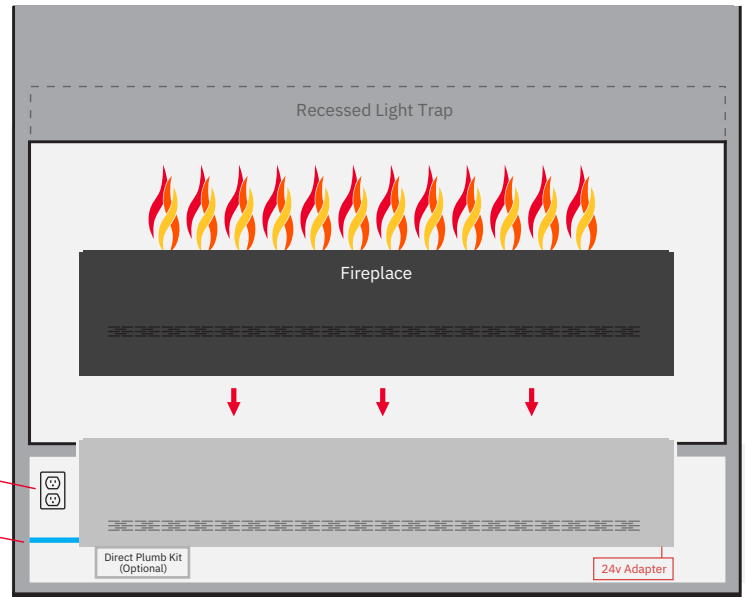 Recessed Light Trap
Fireplace
Direct Plumb Kit
(Optional)
24v Adapter